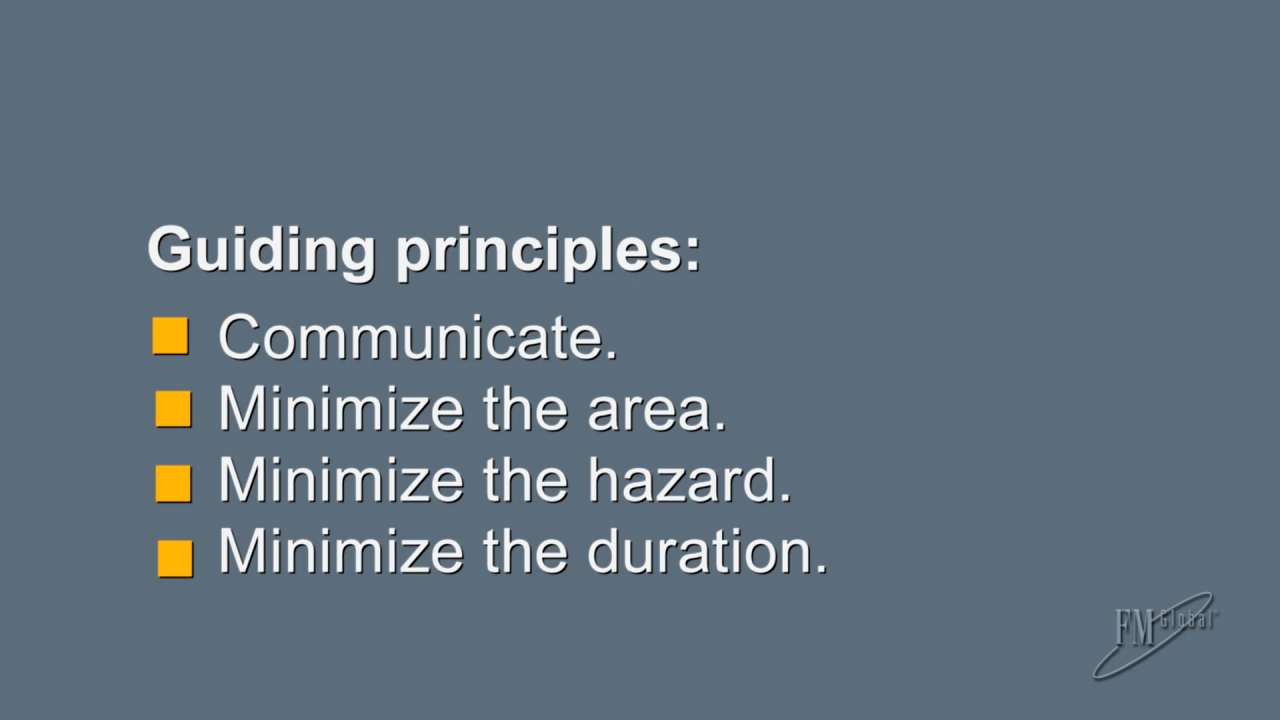 Guiding principles:
Communicate.
Minimize the area.
Minimize the hazard.
Minimize the duration.
FM Global